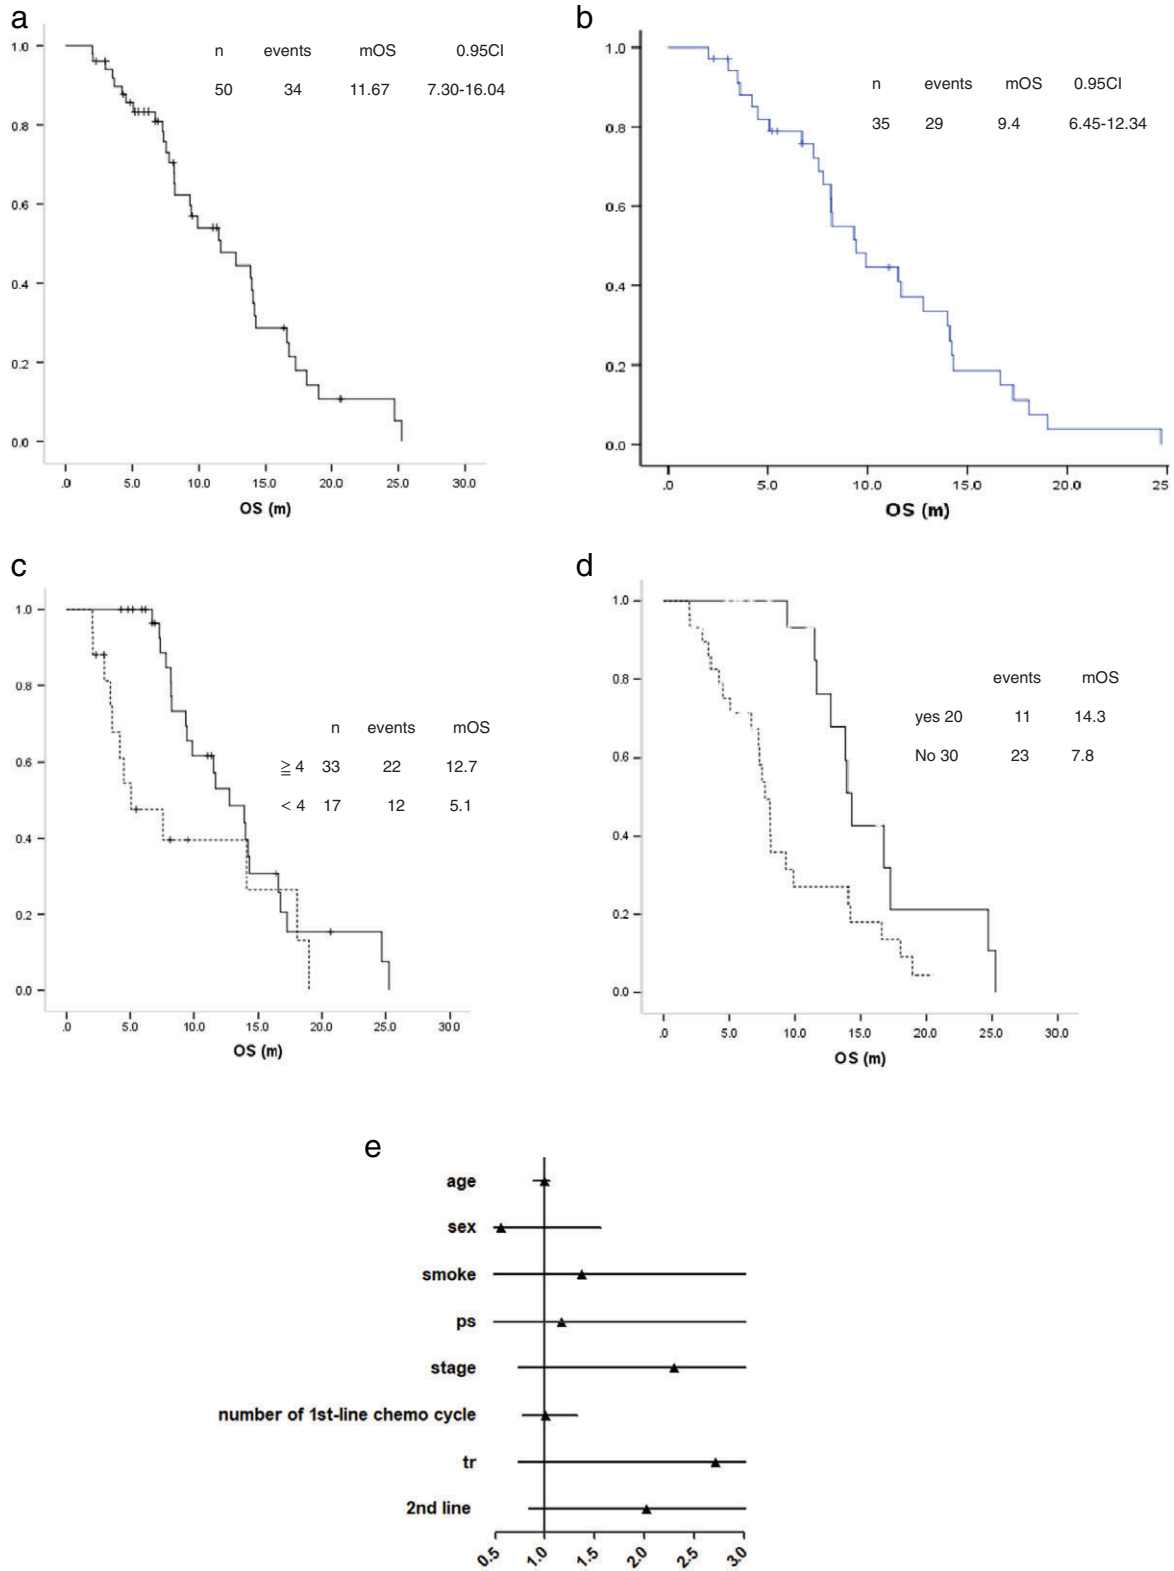 a
n events mOS 0.95CI
50 34 11.67 7.30-16.04
1.0
0.8
0.6
0.4
0.2
0.0
.0 5.0 10.0 15.0 20.0 25.0 30.0
OS (m)
b
n events mOS 0.95CI
35 29 9.4 6.45-12.34
1.0
0.8
0.6
0.4
0.2
0.0
.0 5.0 10.0 15.0 20.0 25
OS (m)
c
n events mOS
≧ 4 33 22 12.7
< 4 17 12 5.1
1.0
0.8
0.6
0.4
0.2
0.0
.0 5.0 10.0 15.0 20.0 25.0 30.0
OS (m)
d
events mOS
yes 20 11 14.3
No 30 23 7.8
1.0
0.8
0.6
0.4
0.2
0.0
.0 5.0 10.0 15.0 20.0 25.0 30.0
OS (m)
e
age
sex
smoke
ps
stage
number of 1st-line chemo cycle
tr
2nd line
0.5 1.0 1.5 2.0 2.5 3.0